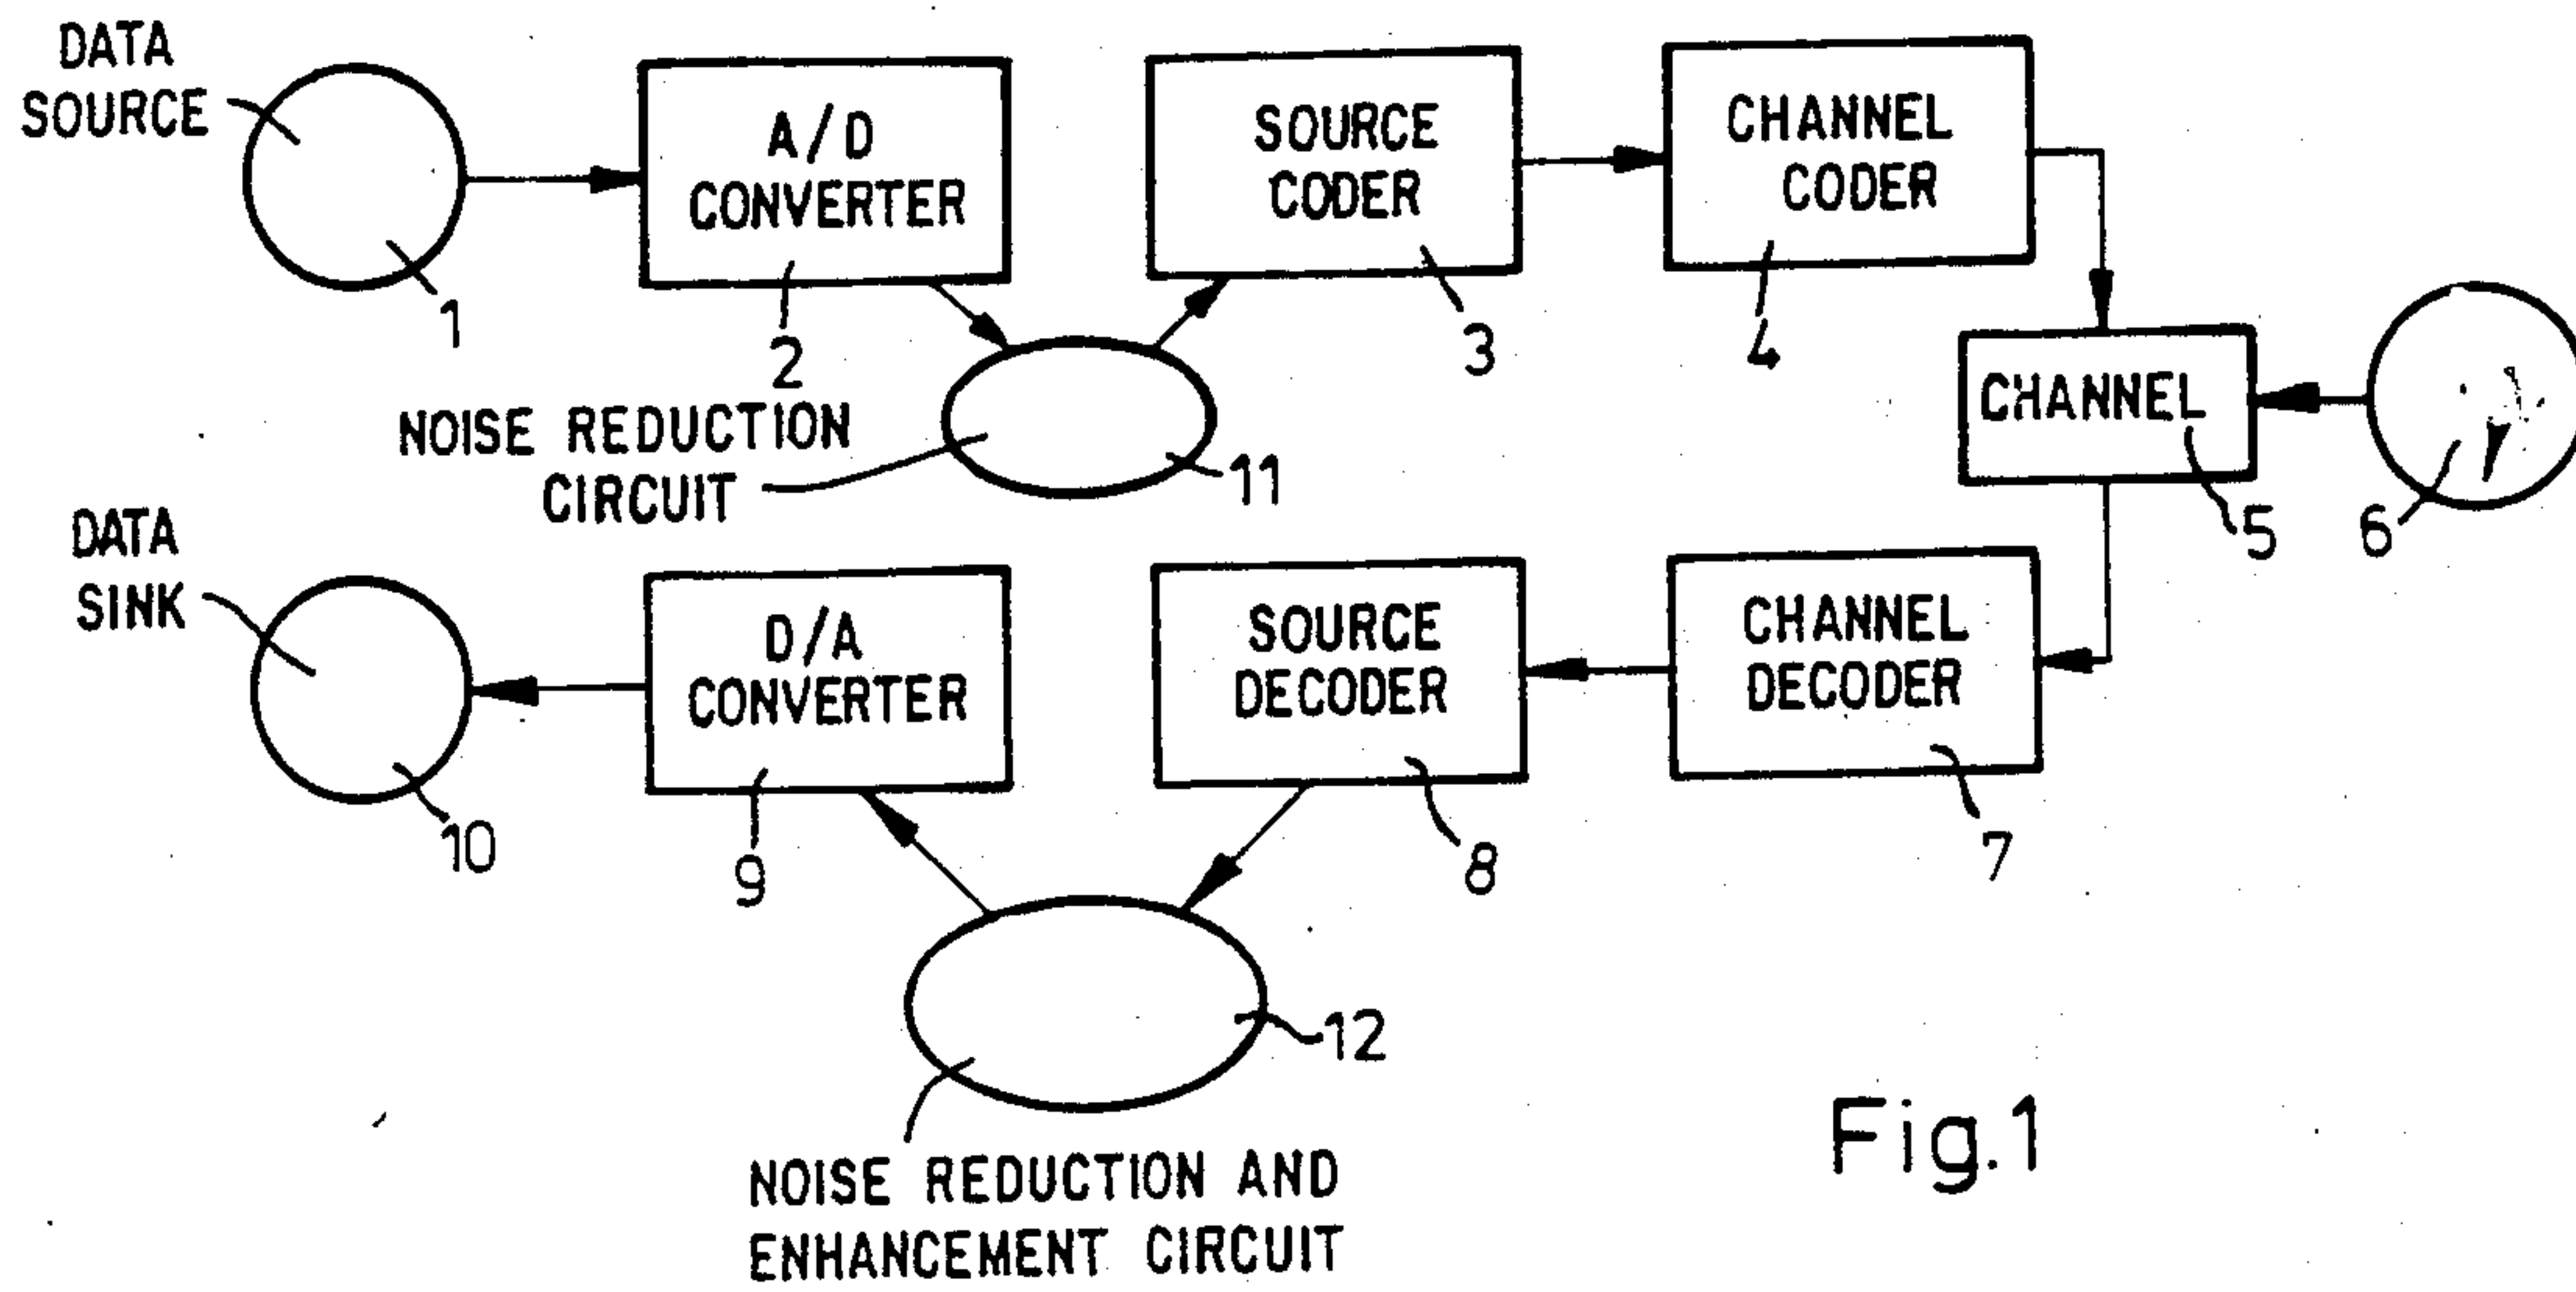 DATA
SOURCE
1
A/D
CONVERTER
2
SOURCE
CODER
3
CHANNEL
CODER
4
NOISE REDUCTION
CIRCUIT
11
CHANNEL
5
6
DATA
SINK
10
D/A
CONVERTER
9
SOURCE
DECODER
8
CHANNEL
DECODER
7
12
NOISE REDUCTION AND
ENHANCEMENT CIRCUIT
Fig.1